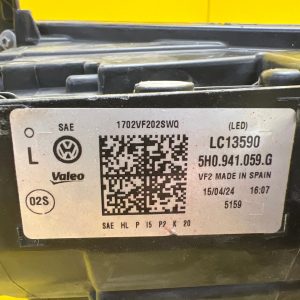 SAE 1702VF202SWQ (LED)
L LC13590
5H0.941.059.G
Valeo VF2 MADE IN SPAIN
02S 15/04/24 16:07
5159
SAE HL P I5 P2 K 20